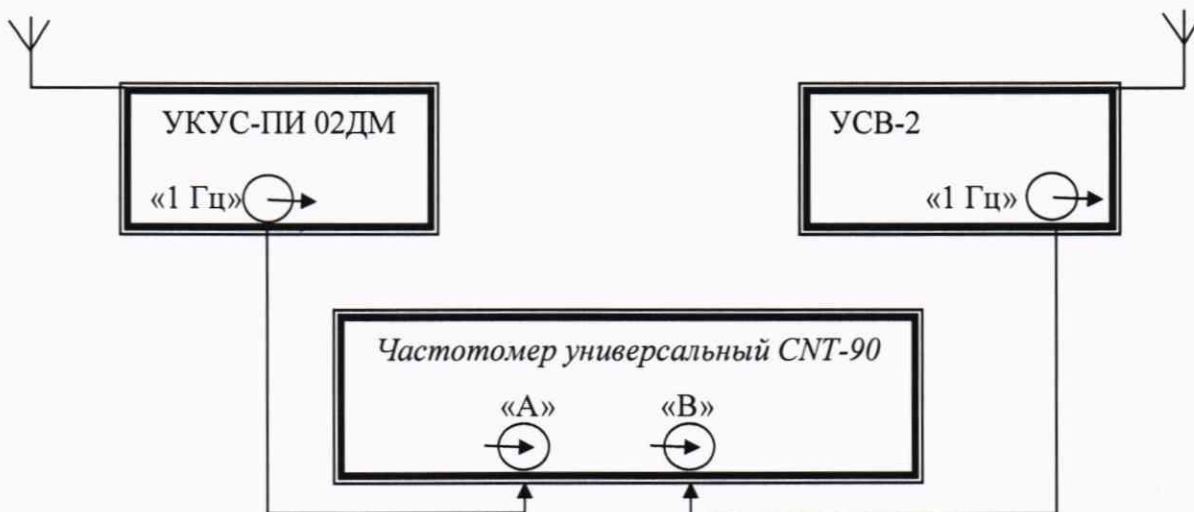 УКУС-ПИ 02ДМ
«1 Гц»
УСВ-2
«1 Гц»
Частотомер универсальный CNT-90
«А»
«В»